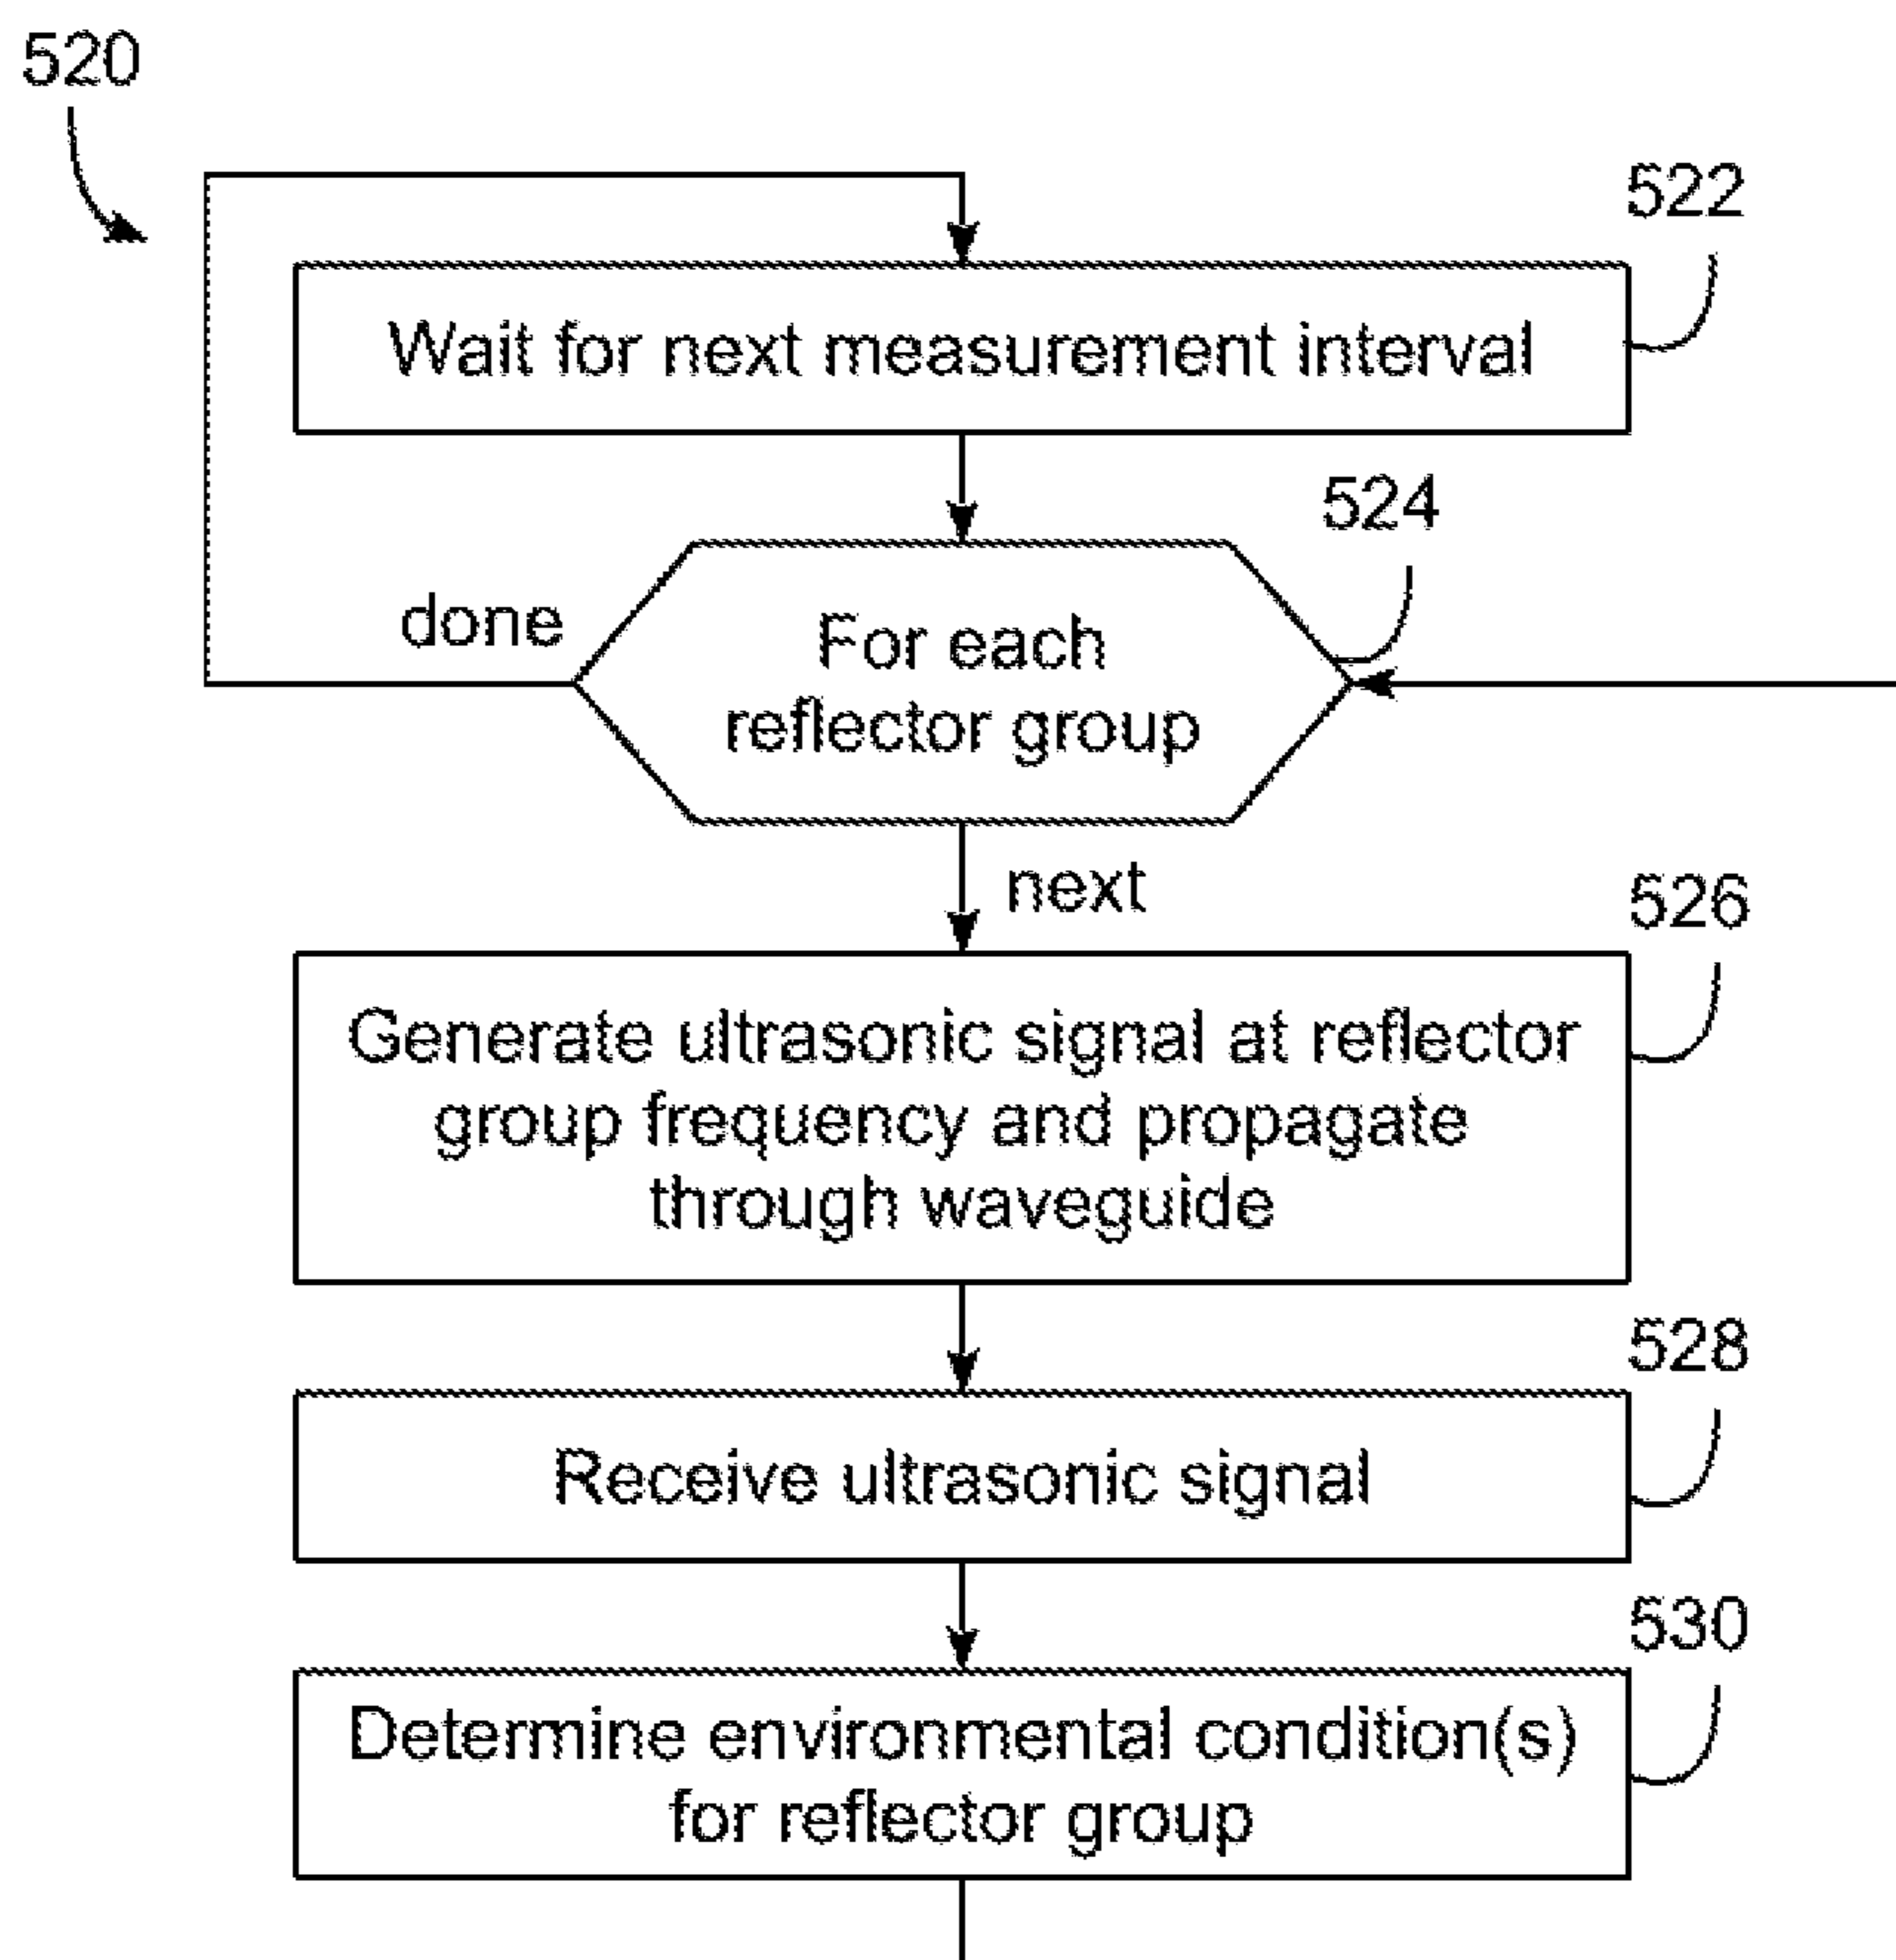 520
522
Wait for next measurement interval
524
done
For each
reflector group
next
526
Generate ultrasonic signal at reflector
group frequency and propagate
through waveguide
528
Receive ultrasonic signal
530
Determine environmental condition(s)
for reflector group